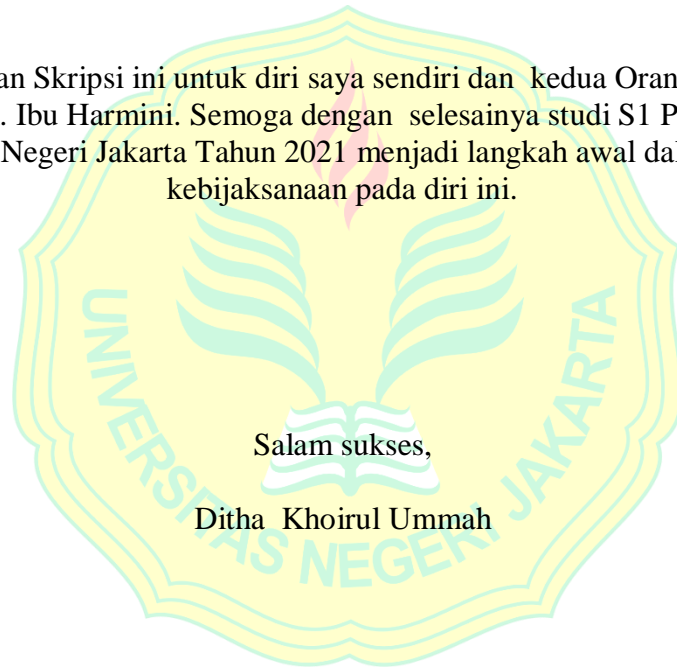 an Skripsi ini untuk diri saya sendiri dan kedua Oran
. Ibu Harmini. Semoga dengan selesainya studi S1 P
Negeri Jakarta Tahun 2021 menjadi langkah awal da
kebijaksanaan pada diri ini.
Salam sukses,
Ditha Khoirul Ummah
UNIVERSITAS NEGERI JAKARTA